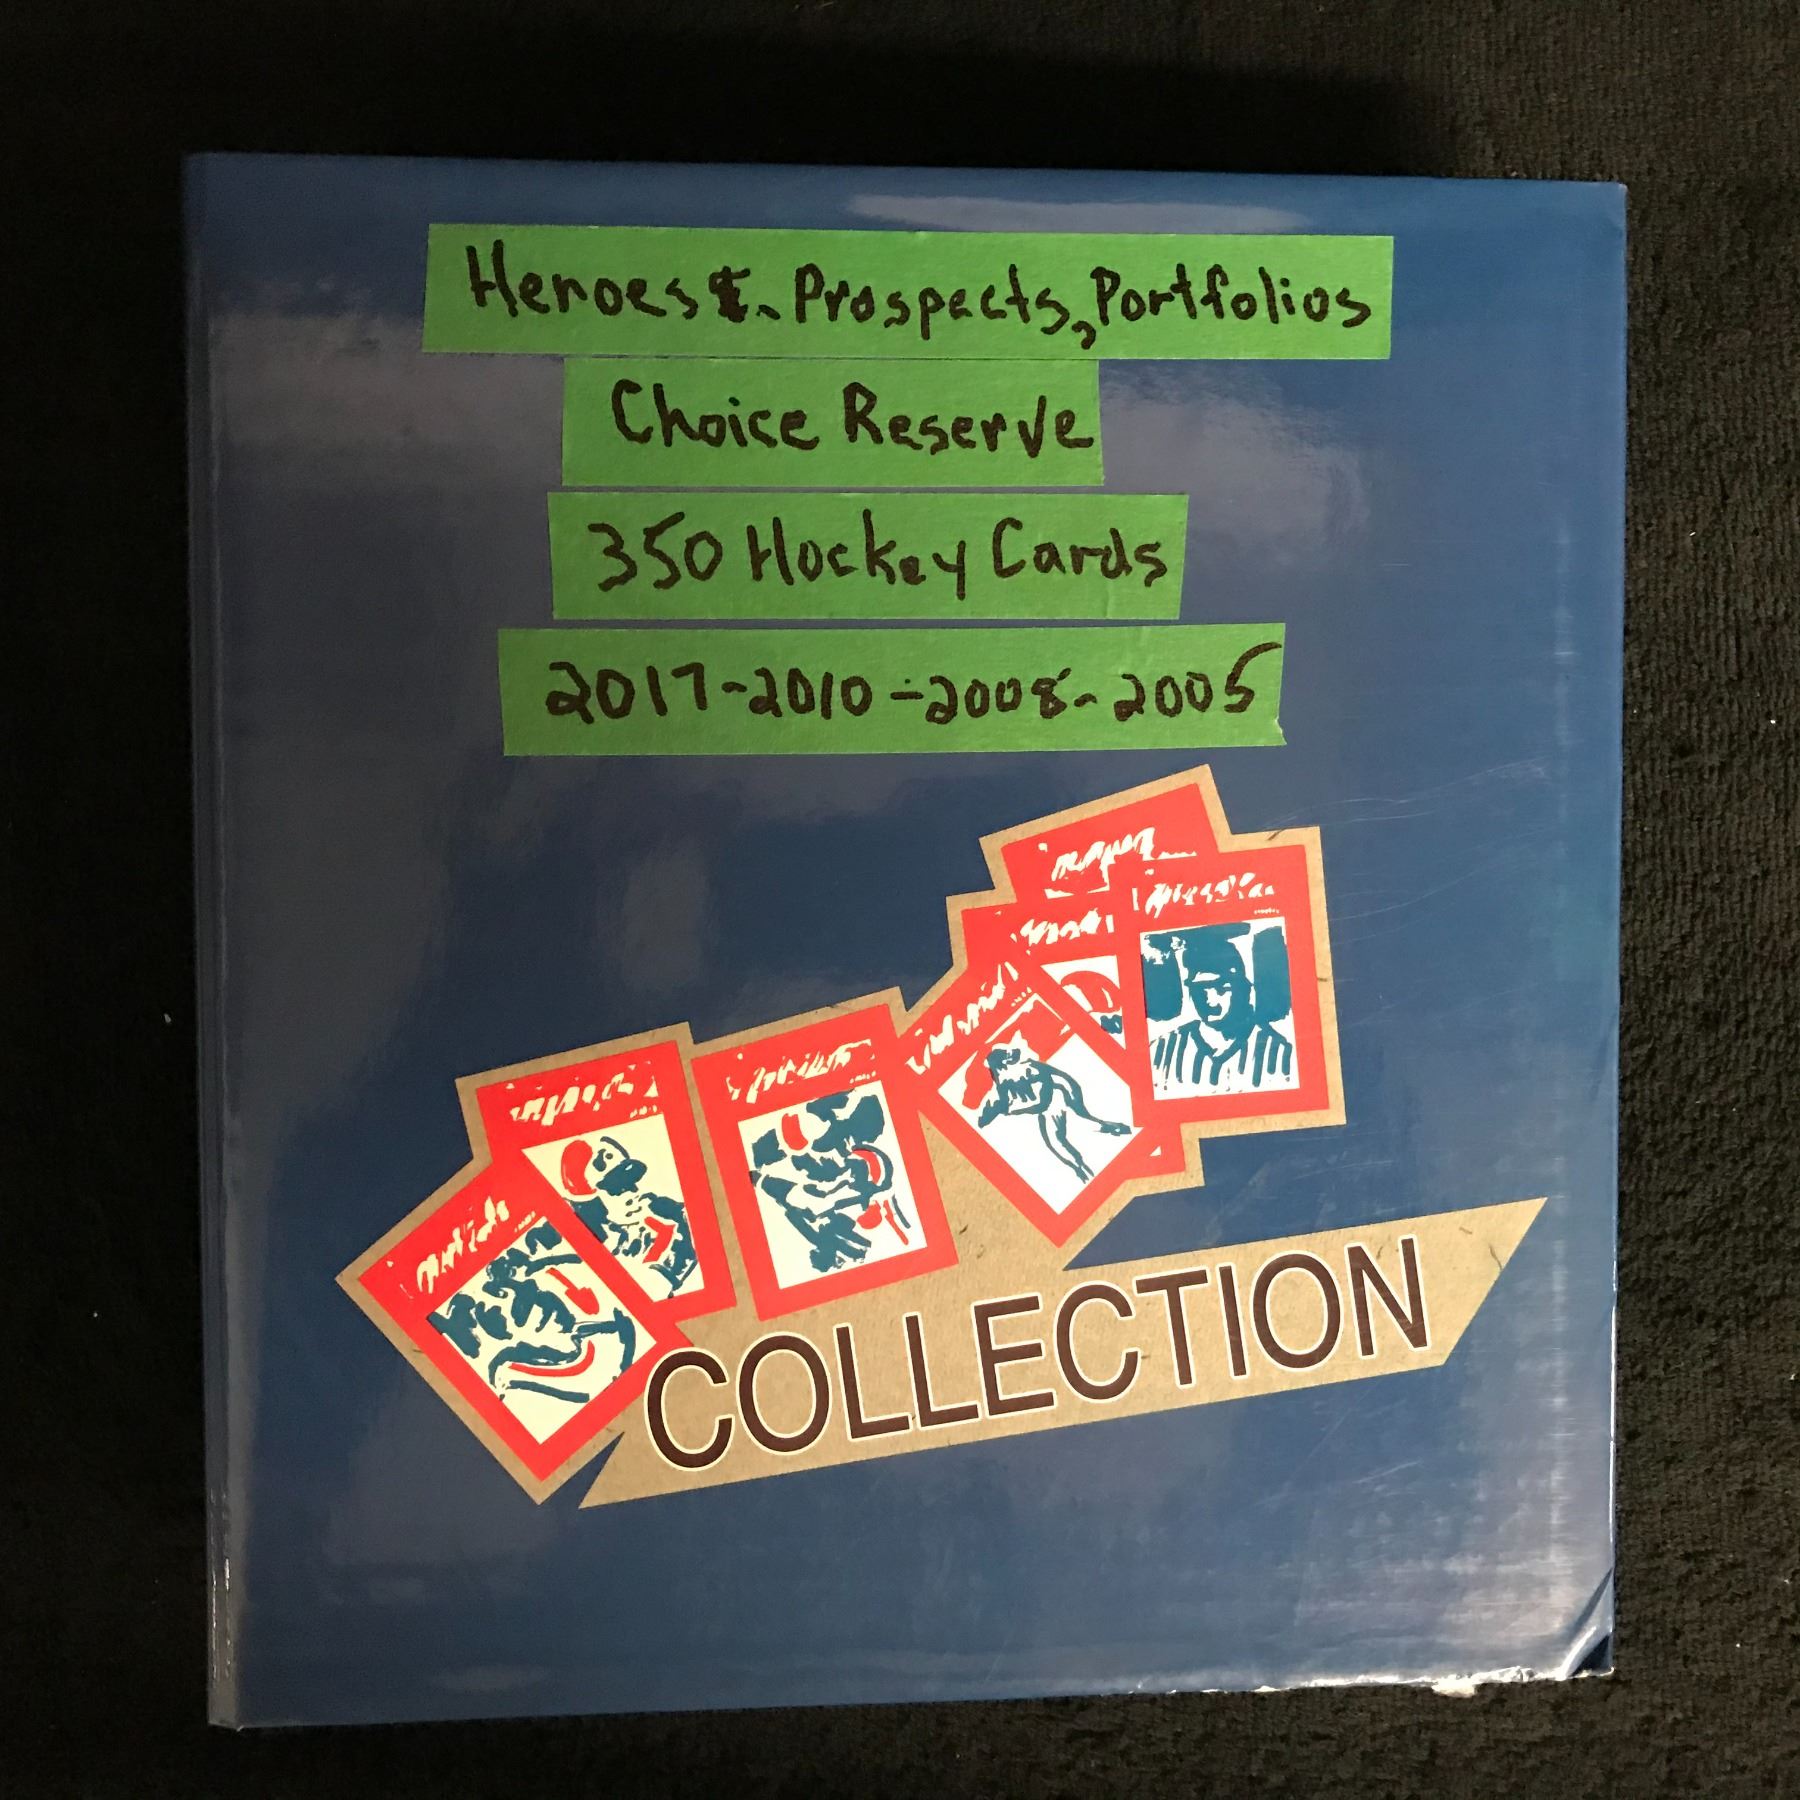 Heroes &. Prospects, Portfolios
Choice Reserve
350 Hockey Cards
2017-2010-2008-2005
COLLECTION